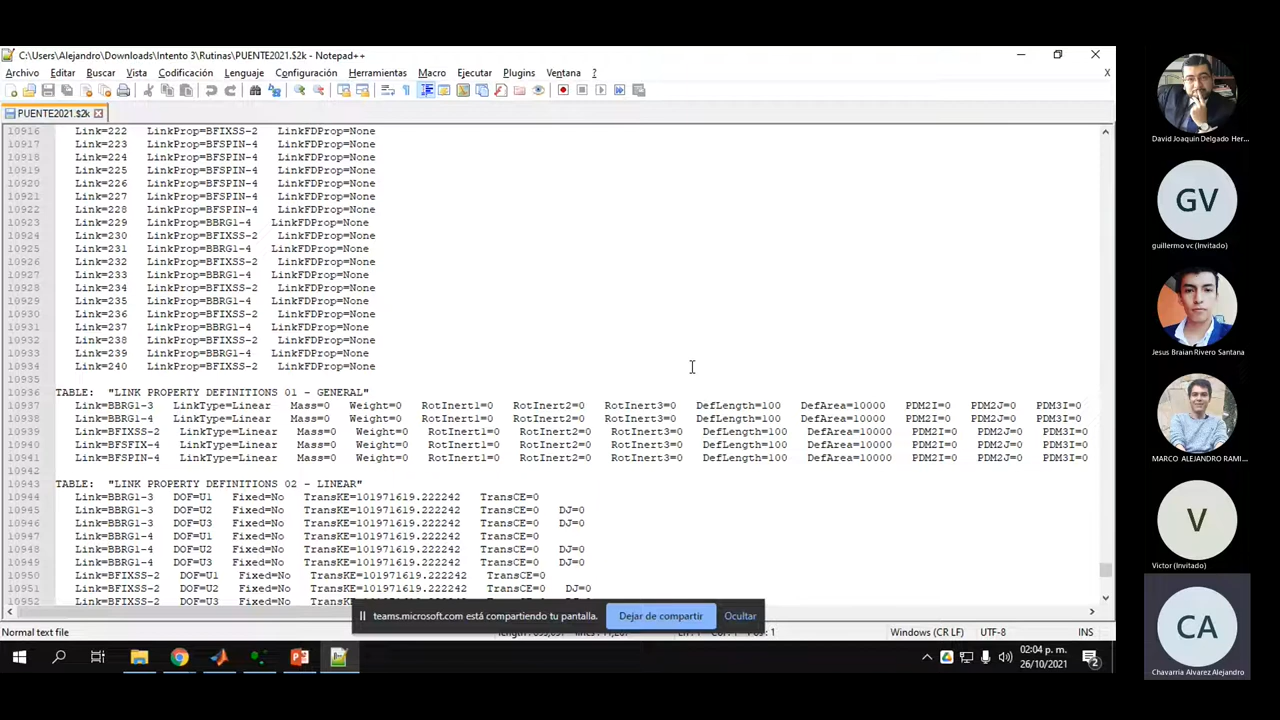 C:\Users\Alejandro\Downloads\Intento 3\Rutinas\PUENTE2021.$2k - Notepad++
Archivo Editar Buscar Vista Codificación Lenguaje Configuración Herramientas Macro Ejecutar Plugins Ventana ? X
PUENTE2021.$2k
10916 Link=222 LinkProp=BFIXSS-2 LinkFDProp=None
10917 Link=223 LinkProp=BFSPIN-4 LinkFDProp=None
10918 Link=224 LinkProp=BFSPIN-4 LinkFDProp=None
10919 Link=225 LinkProp=BFSPIN-4 LinkFDProp=None
10920 Link=226 LinkProp=BFSPIN-4 LinkFDProp=None
10921 Link=227 LinkProp=BFSPIN-4 LinkFDProp=None
10922 Link=228 LinkProp=BFSPIN-4 LinkFDProp=None
10923 Link=229 LinkProp=BBRG1-4 LinkFDProp=None
10924 Link=230 LinkProp=BFIXSS-2 LinkFDProp=None
10925 Link=231 LinkProp=BBRG1-4 LinkFDProp=None
10926 Link=232 LinkProp=BFIXSS-2 LinkFDProp=None
10927 Link=233 LinkProp=BBRG1-4 LinkFDProp=None
10928 Link=234 LinkProp=BFIXSS-2 LinkFDProp=None
10929 Link=235 LinkProp=BBRG1-4 LinkFDProp=None
10930 Link=236 LinkProp=BFIXSS-2 LinkFDProp=None
10931 Link=237 LinkProp=BBRG1-4 LinkFDProp=None
10932 Link=238 LinkProp=BFIXSS-2 LinkFDProp=None
10933 Link=239 LinkProp=BBRG1-4 LinkFDProp=None
10934 Link=240 LinkProp=BFIXSS-2 LinkFDProp=None
10935
10936 TABLE: "LINK PROPERTY DEFINITIONS 01 - GENERAL"
10937 Link=BBRG1-3 LinkType=Linear Mass=0 Weight=0 RotInert1=0 RotInert2=0 RotInert3=0 DefLength=100 DefArea=10000 PDM2I=0 PDM2J=0 PDM3I=0
10938 Link=BBRG1-4 LinkType=Linear Mass=0 Weight=0 RotInert1=0 RotInert2=0 RotInert3=0 DefLength=100 DefArea=10000 PDM2I=0 PDM2J=0 PDM3I=0
10939 Link=BFIXSS-2 LinkType=Linear Mass=0 Weight=0 RotInert1=0 RotInert2=0 RotInert3=0 DefLength=100 DefArea=10000 PDM2I=0 PDM2J=0 PDM3I=0
10940 Link=BFSFIX-4 LinkType=Linear Mass=0 Weight=0 RotInert1=0 RotInert2=0 RotInert3=0 DefLength=100 DefArea=10000 PDM2I=0 PDM2J=0 PDM3I=0
10941 Link=BFSPIN-4 LinkType=Linear Mass=0 Weight=0 RotInert1=0 RotInert2=0 RotInert3=0 DefLength=100 DefArea=10000 PDM2I=0 PDM2J=0 PDM3I=0
10942
10943 TABLE: "LINK PROPERTY DEFINITIONS 02 - LINEAR"
10944 Link=BBRG1-3 DOF=U1 Fixed=No TransKE=101971619.222242 TransCE=0
10945 Link=BBRG1-3 DOF=U2 Fixed=No TransKE=101971619.222242 TransCE=0 DJ=0
10946 Link=BBRG1-3 DOF=U3 Fixed=No TransKE=101971619.222242 TransCE=0 DJ=0
10947 Link=BBRG1-4 DOF=U1 Fixed=No TransKE=101971619.222242 TransCE=0
10948 Link=BBRG1-4 DOF=U2 Fixed=No TransKE=101971619.222242 TransCE=0 DJ=0
10949 Link=BBRG1-4 DOF=U3 Fixed=No TransKE=101971619.222242 TransCE=0 DJ=0
10950 Link=BFIXSS-2 DOF=U1 Fixed=No TransKE=101971619.222242 TransCE=0
10951 Link=BFIXSS-2 DOF=U2 Fixed=No TransKE=101971619.222242 TransCE=0 DJ=0
10952 Link=BFIXSS-2 DOF=U3 Fixed=No TransKE=101971619.222242 TransCE=0 DJ=0
teams.microsoft.com está compartiendo tu pantalla. Dejar de compartir Ocultar
Normal text file Windows (CR LF) UTF-8 INS
02:04 p. m.
26/10/2021
2
David Joaquin Delgado Her...
GV
guillermo vc (Invitado)
Jesus Braian Rivero Santana
MARCO ALEJANDRO RAMI...
V
Victor (Invitado)
CA
Chavarria Alvarez Alejandro